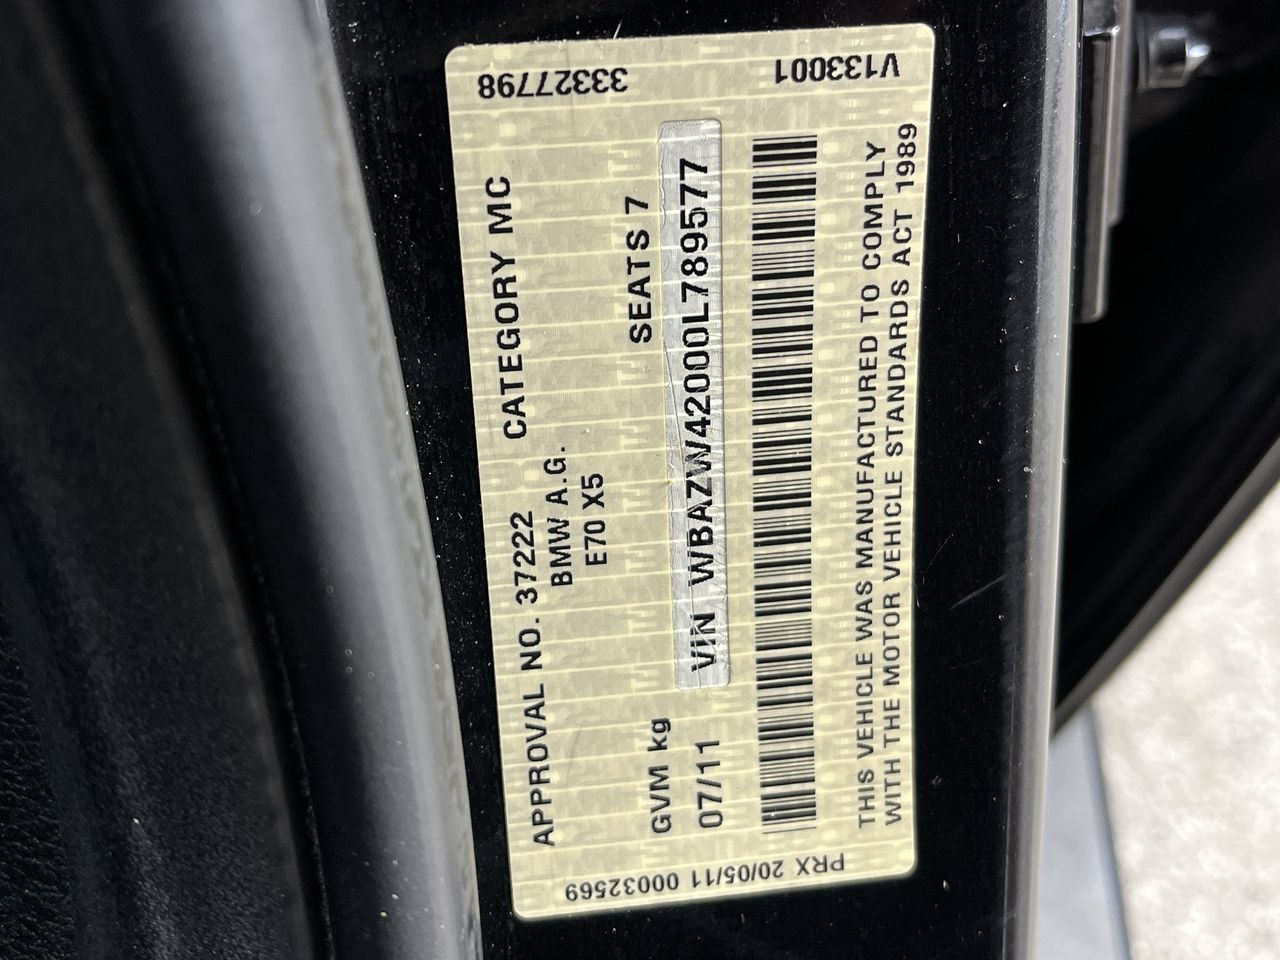 33327798
V133001
APPROVAL NO. 37222 CATEGORY MC
BMW A.G.
E70 X5
SEATS 7
GVM kg
07/11 VIN WBAZW42000L789577
THIS VEHICLE WAS MANUFACTURED TO COMPLY
WITH THE MOTOR VEHICLE STANDARDS ACT 1989
PRX 20/05/11 00032569